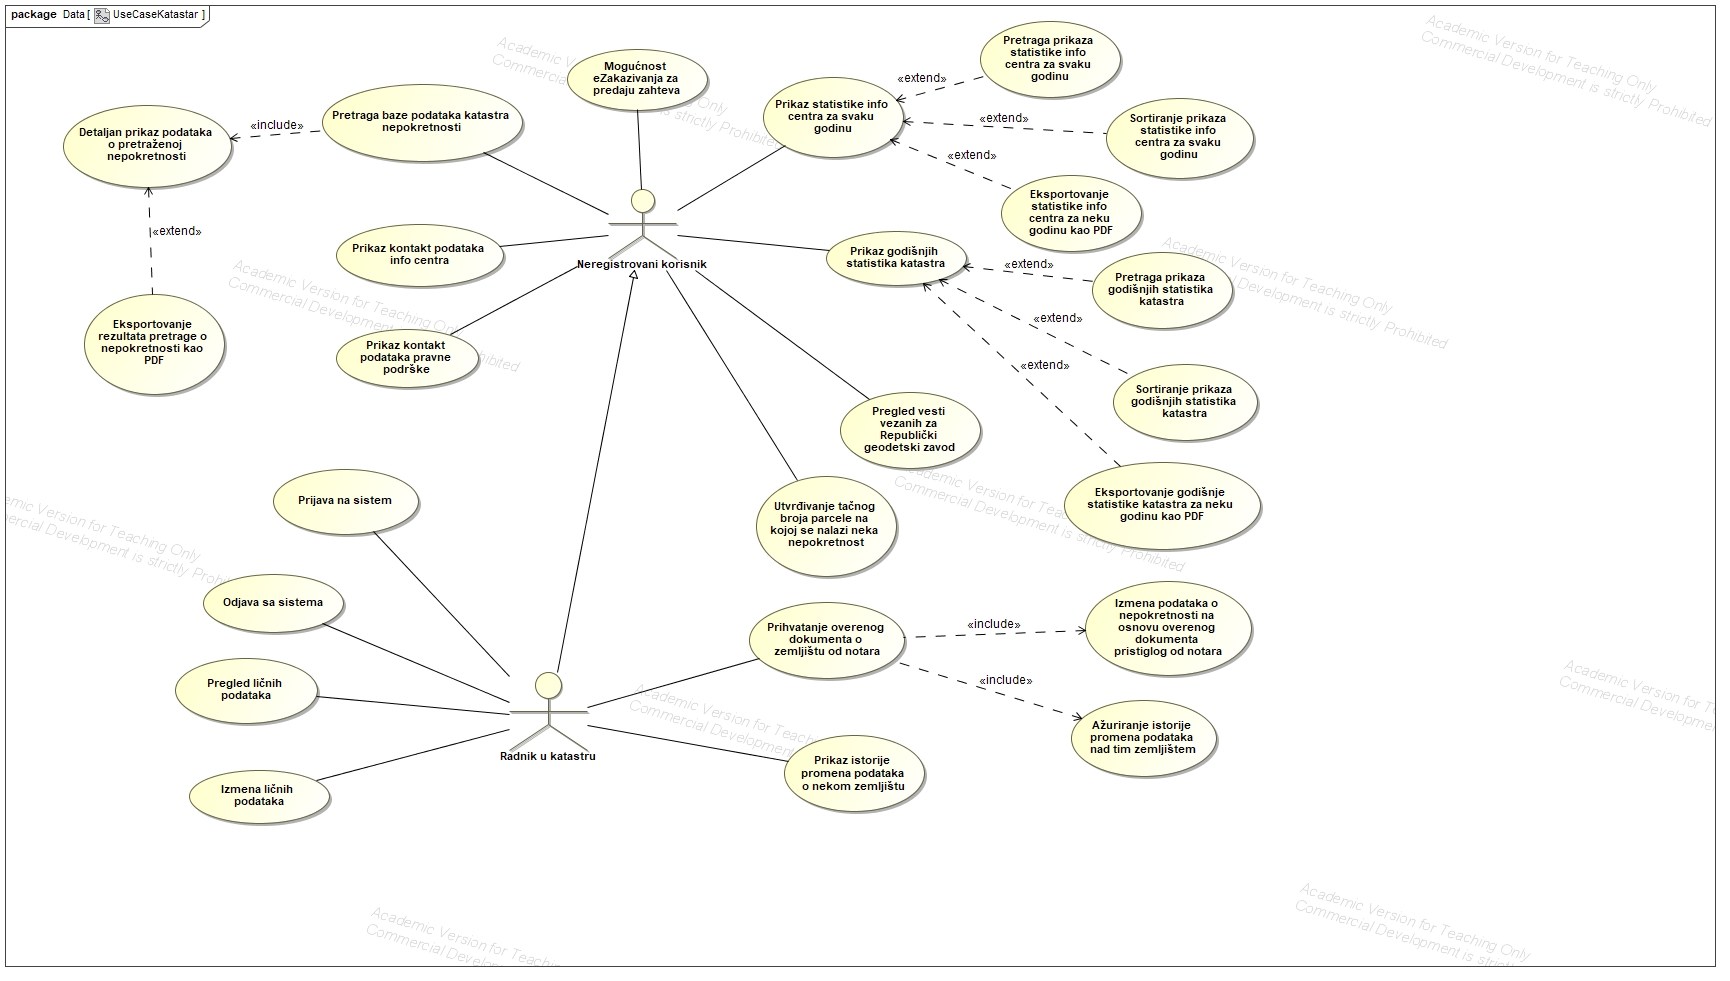 package Data [ UseCaseKatastar ]
Pretraga prikaza
statistike info
centra za svaku
godinu
Mogućnost
eZakazivanja za
predaju zahteva
«extend»
Prikaz statistike info
centra za svaku
godinu
Pretraga baze podataka katastra
nepokretnosti
«include»
Detaljan prikaz podataka
o pretraženoj
nepokretnosti
«extend»
Sortiranje prikaza
statistike info
centra za svaku
godinu
«extend»
Eksportovanje
statistike info
centra za neku
godinu kao PDF
«extend»
Prikaz kontakt podataka
info centra
Neregistrovani korisnik
Prikaz godišnjih
statistika katastra
«extend»
Pretraga prikaza
godišnjih statistika
katastra
Eksportovanje
rezultata pretrage o
nepokretnosti kao
PDF
Prikaz kontakt
podataka pravne
podrške
«extend»
«extend»
Sortiranje prikaza
godišnjih statistika
katastra
Pregled vesti
vezanih za
Republički
geodetski zavod
Prijava na sistem
Utvrđivanje tačnog
broja parcele na
kojoj se nalazi neka
nepokretnost
Eksportovanje godišnje
statistike katastra za neku
godinu kao PDF
Odjava sa sistema
Prihvatanje overenog
dokumenta o
zemljištu od notara
«include»
Izmena podataka o
nepokretnosti na
osnovu overenog
dokumenta
pristiglog od notara
Pregled ličnih
podataka
«include»
Ažuriranje istorije
promena podataka
nad tim zemljištem
Radnik u katastru
Prikaz istorije
promena podataka
o nekom zemljištu
Izmena ličnih
podataka
Academic Version for Teaching Only
Commercial Development is strictly Prohibited